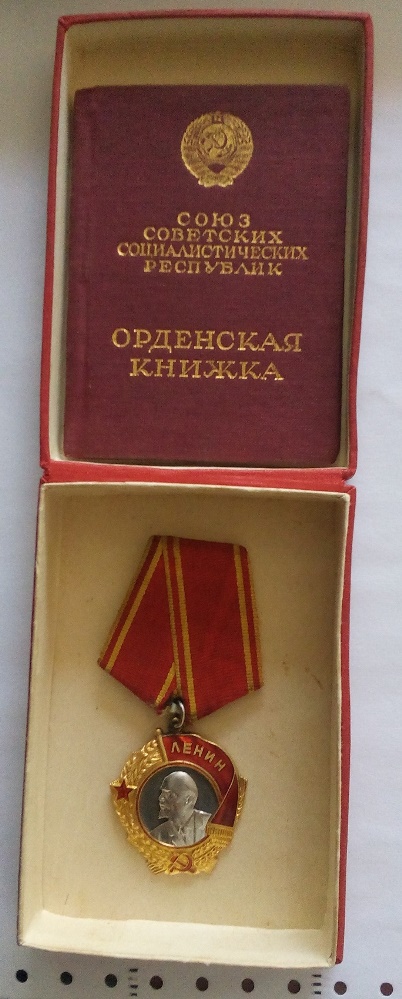 СОЮЗ
СОВЕТСКИХ
СОЦИАЛИСТИЧЕСКИХ
РЕСПУБЛИК
ОРДЕНСКАЯ
КНИЖКА
ЛЕНИН